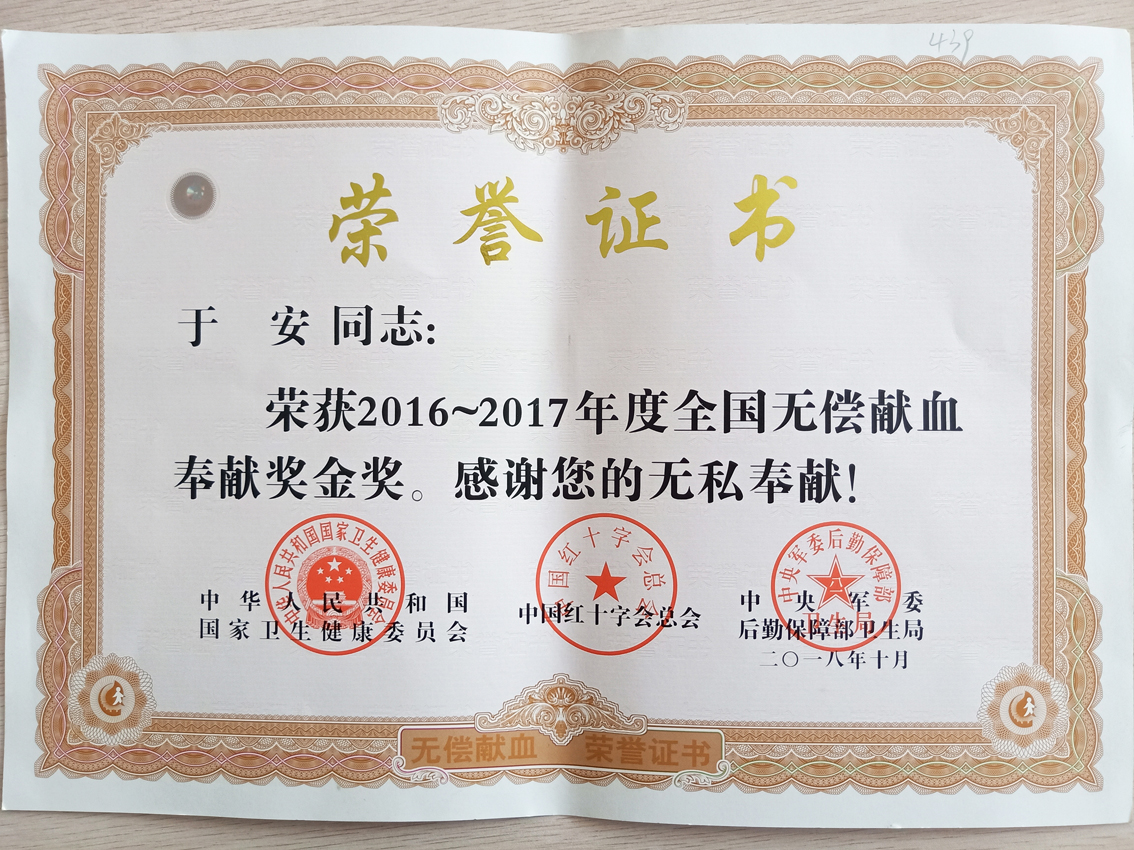 439
荣誉证书
于 安 同志:
荣获2016~2017年度全国无偿献血
奉献奖金奖。感谢您的无私奉献!
中华人民共和国国家卫生健康委员会
中国红十字会总会
中央军委后勤保障部
卫生局
中华人民共和国
国家卫生健康委员会
中国红十字会总会
中央军委
后勤保障部卫生局
二〇一八年十月
无偿献血 荣誉证书